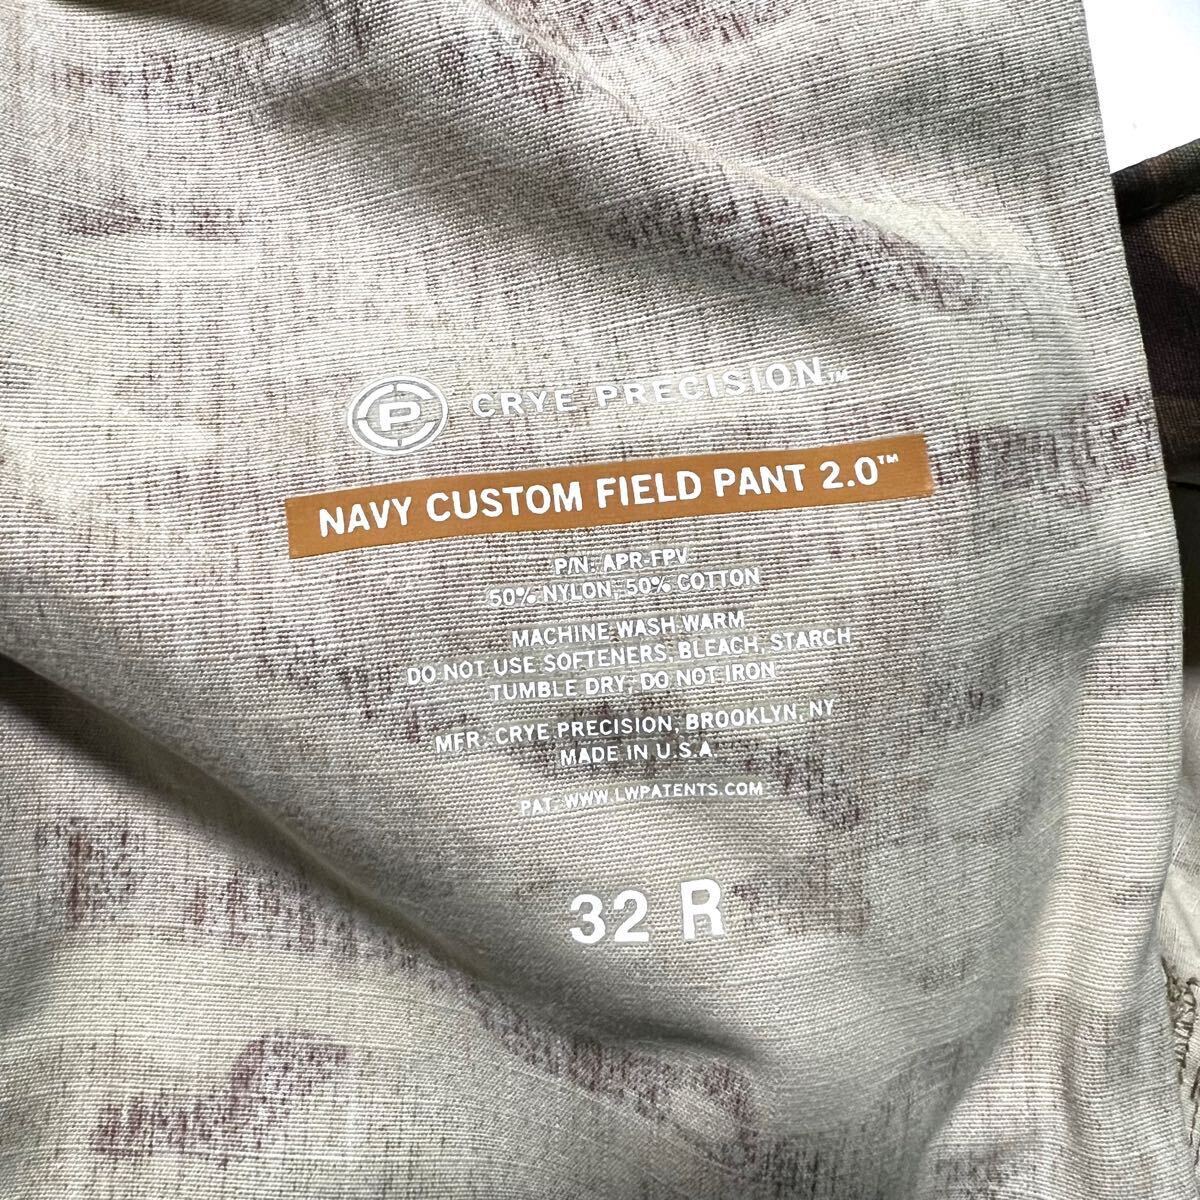 CP CRYE PRECISION™
NAVY CUSTOM FIELD PANT 2.0™
P/N: APR-FPV
50% NYLON, 50% COTTON
MACHINE WASH WARM
DO NOT USE SOFTENERS, BLEACH, STARCH
TUMBLE DRY, DO NOT IRON
MFR: CRYE PRECISION, BROOKLYN, NY
MADE IN U.S.A.
PAT: WWW.LWPATENTS.COM
32 R